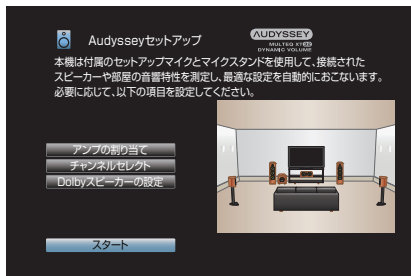 Audysseyセットアップ
AUDYSSEY
MULTEQ XT32
DYNAMIC VOLUME
本機は付属のセットアップマイクとマイクスタンドを使用して、接続された
スピーカーや部屋の音響特性を測定し、最適な設定を自動的におこないます。
必要に応じて、以下の項目を設定してください。
アンプの割り当て
チャンネルセレクト
Dolbyスピーカーの設定
スタート